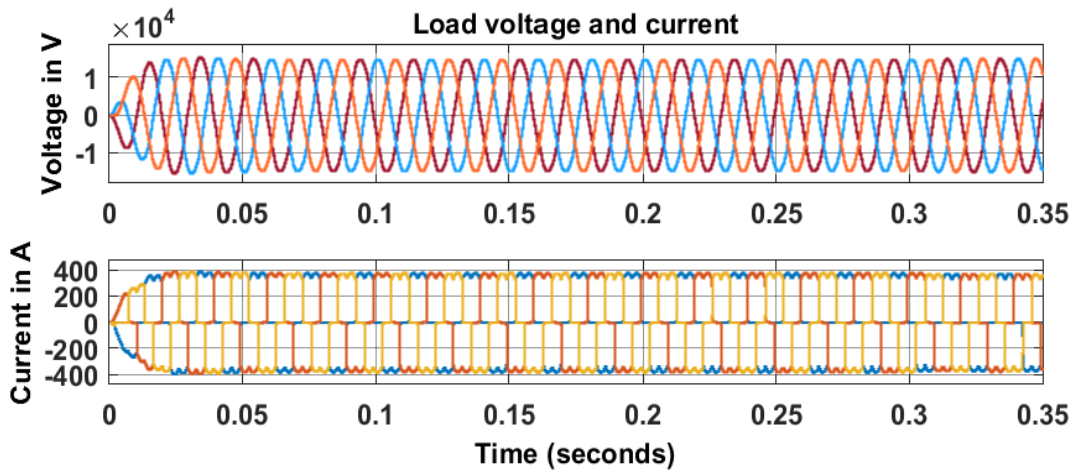 ×10⁴
Load voltage and current
Voltage in V
1
0
-1
0 0.05 0.1 0.15 0.2 0.25 0.3 0.35
Current in A
400
200
0
-200
-400
0 0.05 0.1 0.15 0.2 0.25 0.3 0.35
Time (seconds)